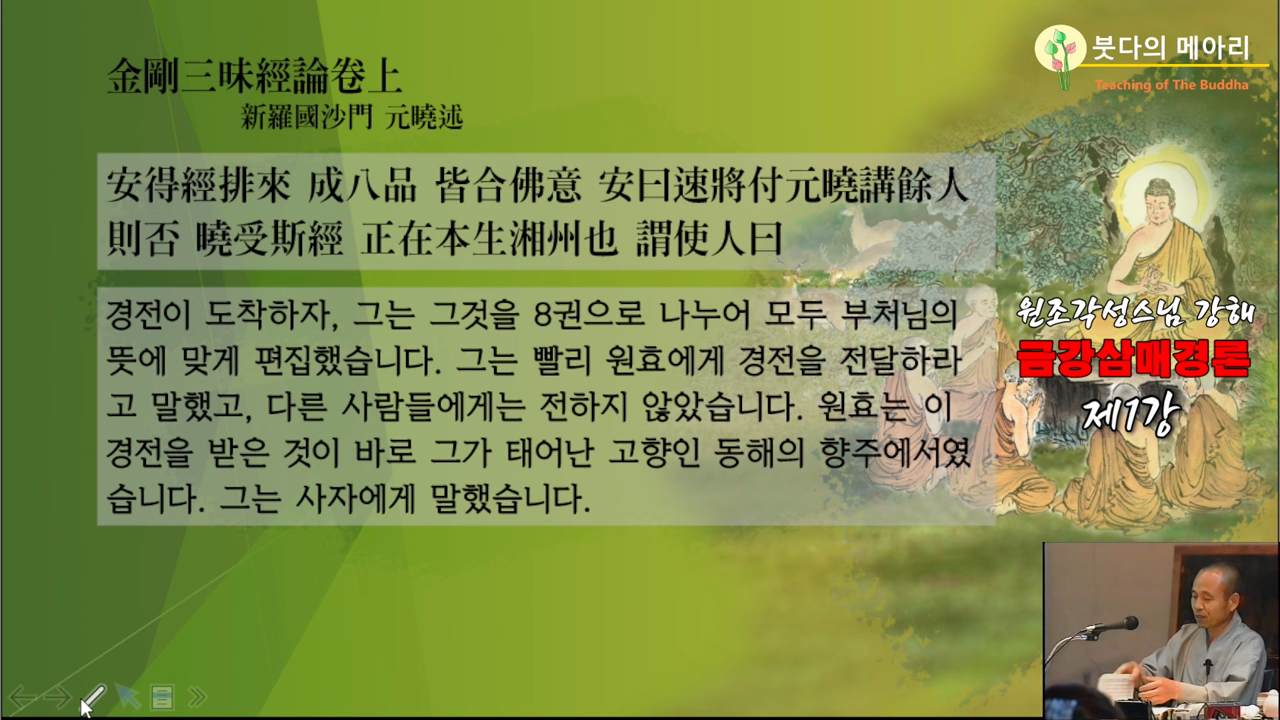 金剛三昧經論卷上
新羅國沙門 元曉述
安得經排來 成八品 皆合佛意 安曰速將付元曉講餘人
則否 曉受斯經 正在本生湘州也 謂使人曰
경전이 도착하자, 그는 그것을 8권으로 나누어 모두 부처님의
뜻에 맞게 편집했습니다. 그는 빨리 원효에게 경전을 전달하라
고 말했고, 다른 사람들에게는 전하지 않았습니다. 원효는 이
경전을 받은 것이 바로 그가 태어난 고향인 동해의 향주에서였
습니다. 그는 사자에게 말했습니다.
붓다의 메아리
Teaching of The Buddha
원조각성스님 강해
금강삼매경론
제1강